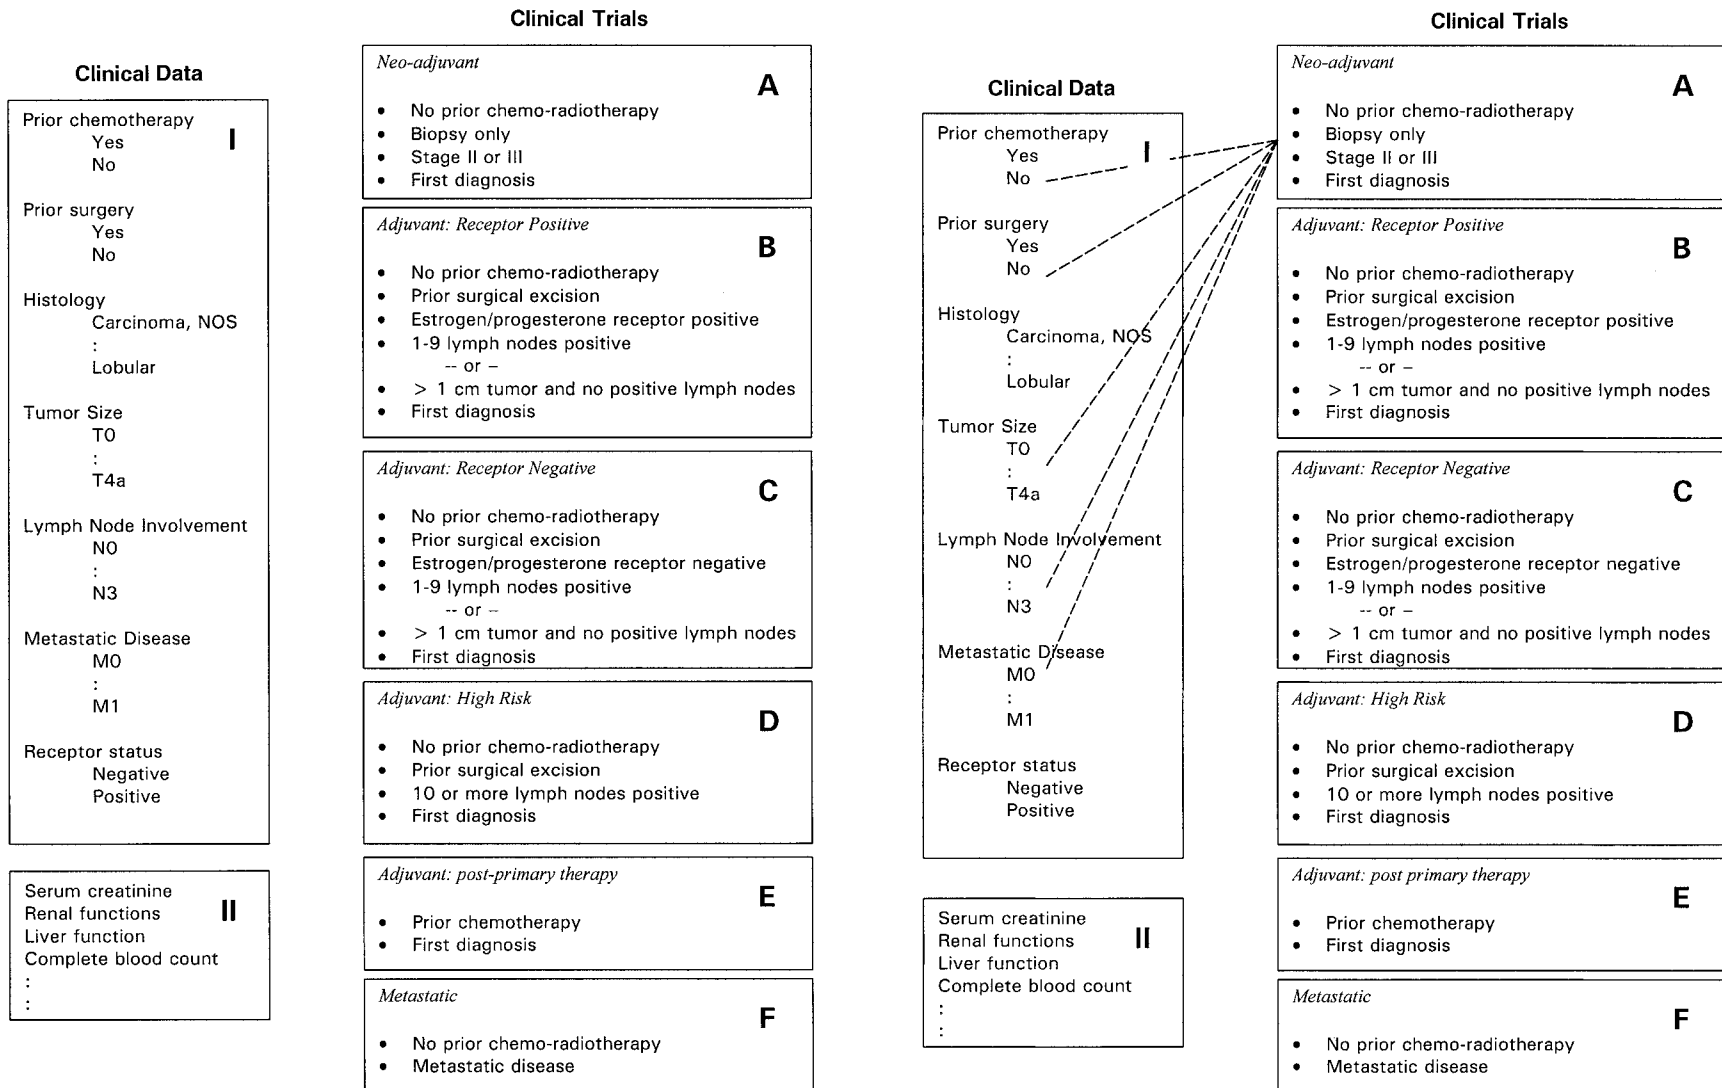 Clinical Data
Prior chemotherapy
Yes
No
I
Prior surgery
Yes
No
Histology
Carcinoma, NOS
:
Lobular
Tumor Size
T0
:
T4a
Lymph Node Involvement
N0
:
N3
Metastatic Disease
M0
:
M1
Receptor status
Negative
Positive
Serum creatinine
Renal functions
II
Liver function
Complete blood count
:
:
Clinical Trials
Neo-adjuvant
A
• No prior chemo-radiotherapy
• Biopsy only
• Stage II or III
• First diagnosis
Adjuvant: Receptor Positive
B
• No prior chemo-radiotherapy
• Prior surgical excision
• Estrogen/progesterone receptor positive
• 1-9 lymph nodes positive
-- or –
• > 1 cm tumor and no positive lymph nodes
• First diagnosis
Adjuvant: Receptor Negative
C
• No prior chemo-radiotherapy
• Prior surgical excision
• Estrogen/progesterone receptor negative
• 1-9 lymph nodes positive
-- or –
• > 1 cm tumor and no positive lymph nodes
• First diagnosis
Adjuvant: High Risk
D
• No prior chemo-radiotherapy
• Prior surgical excision
• 10 or more lymph nodes positive
• First diagnosis
Adjuvant: post-primary therapy
E
• Prior chemotherapy
• First diagnosis
Metastatic
F
• No prior chemo-radiotherapy
• Metastatic disease
Clinical Data
Prior chemotherapy
Yes
No
I
Prior surgery
Yes
No
Histology
Carcinoma, NOS
:
Lobular
Tumor Size
T0
:
T4a
Lymph Node Involvement
N0
:
N3
Metastatic Disease
M0
:
M1
Receptor status
Negative
Positive
Serum creatinine
Renal functions
II
Liver function
Complete blood count
:
:
Clinical Trials
Neo-adjuvant
A
• No prior chemo-radiotherapy
• Biopsy only
• Stage II or III
• First diagnosis
Adjuvant: Receptor Positive
B
• No prior chemo-radiotherapy
• Prior surgical excision
• Estrogen/progesterone receptor positive
• 1-9 lymph nodes positive
-- or –
• > 1 cm tumor and no positive lymph nodes
• First diagnosis
Adjuvant: Receptor Negative
C
• No prior chemo-radiotherapy
• Prior surgical excision
• Estrogen/progesterone receptor negative
• 1-9 lymph nodes positive
-- or –
• > 1 cm tumor and no positive lymph nodes
• First diagnosis
Adjuvant: High Risk
D
• No prior chemo-radiotherapy
• Prior surgical excision
• 10 or more lymph nodes positive
• First diagnosis
Adjuvant: post primary therapy
E
• Prior chemotherapy
• First diagnosis
Metastatic
F
• No prior chemo-radiotherapy
• Metastatic disease